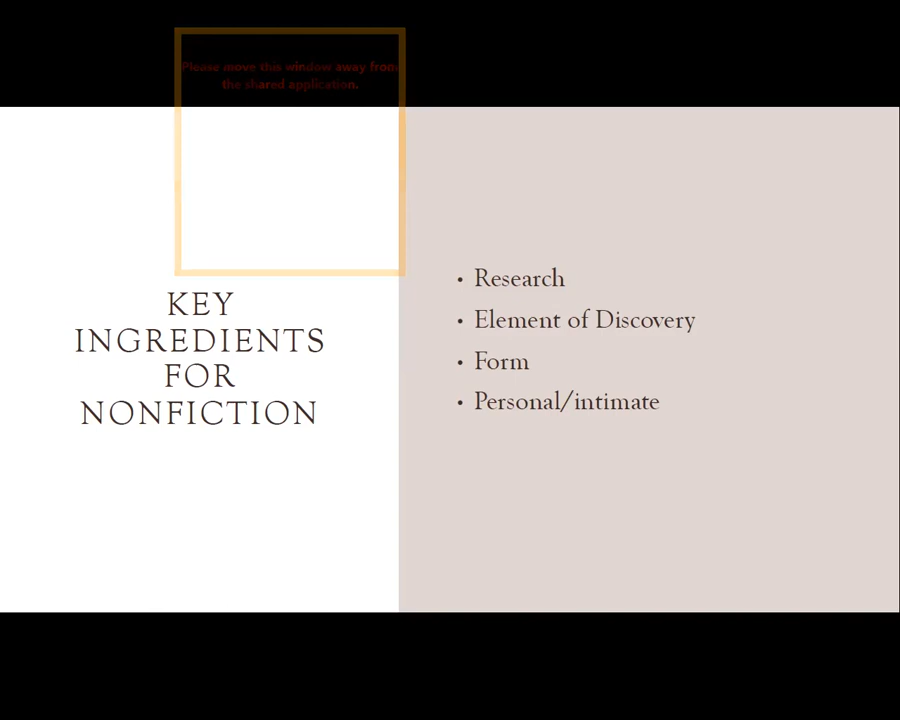 Please move this window away from
the shared application.
KEY
INGREDIENTS
FOR
NONFICTION
• Research
• Element of Discovery
• Form
• Personal/intimate